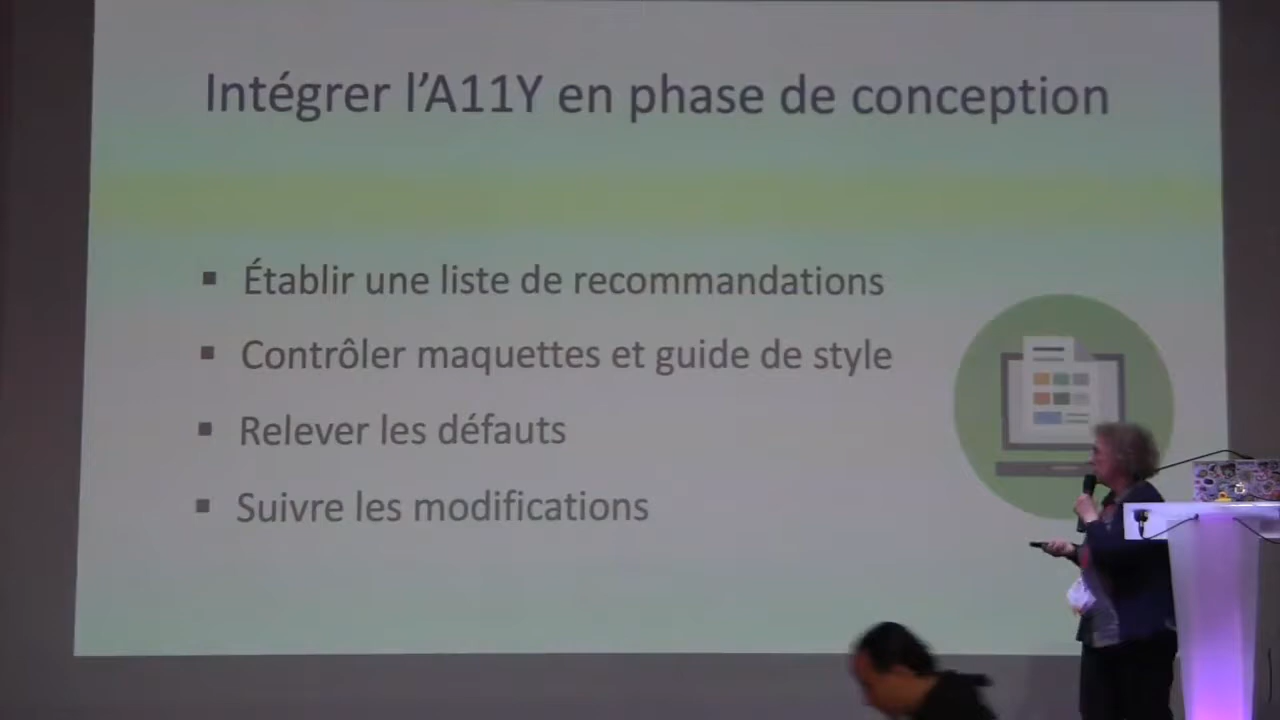 Intégrer l’A11Y en phase de conception
▪ Établir une liste de recommandations
▪ Contrôler maquettes et guide de style
▪ Relever les défauts
▪ Suivre les modifications